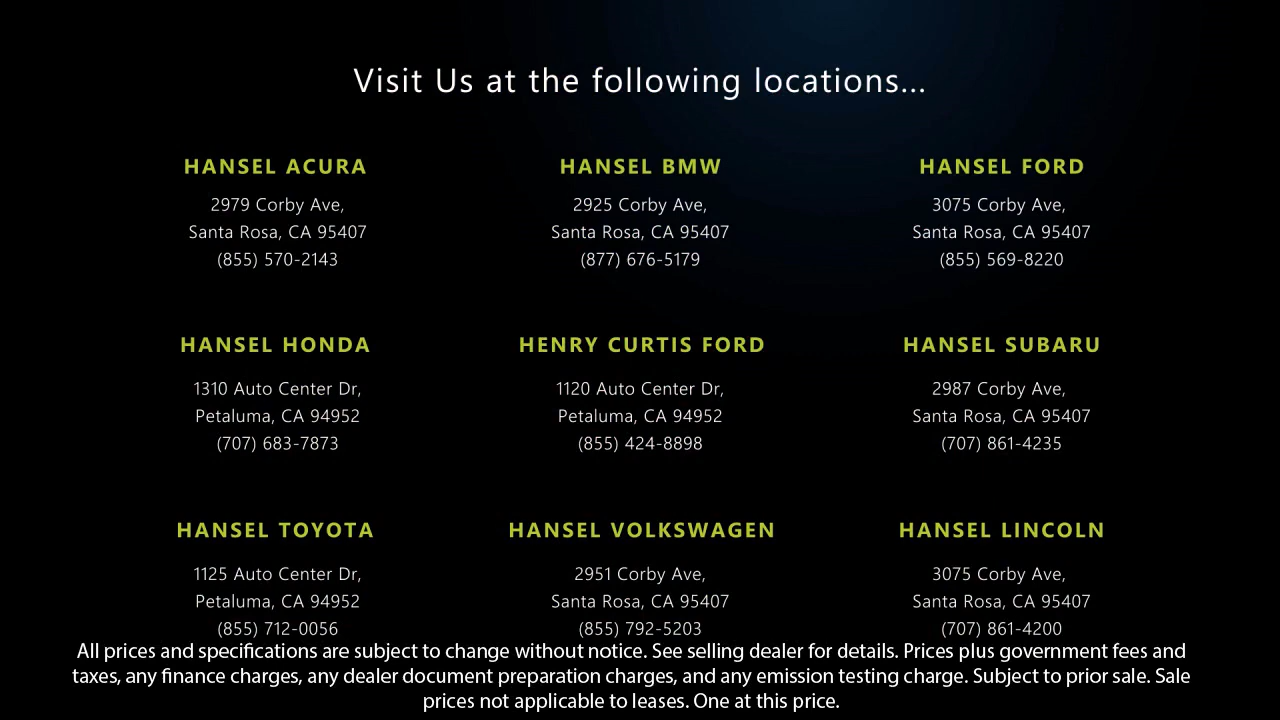 Visit Us at the following locations...
HANSEL ACURA
2979 Corby Ave,
Santa Rosa, CA 95407
(855) 570-2143
HANSEL BMW
2925 Corby Ave,
Santa Rosa, CA 95407
(877) 676-5179
HANSEL FORD
3075 Corby Ave,
Santa Rosa, CA 95407
(855) 569-8220
HANSEL HONDA
1310 Auto Center Dr,
Petaluma, CA 94952
(707) 683-7873
HENRY CURTIS FORD
1120 Auto Center Dr,
Petaluma, CA 94952
(855) 424-8898
HANSEL SUBARU
2987 Corby Ave,
Santa Rosa, CA 95407
(707) 861-4235
HANSEL TOYOTA
1125 Auto Center Dr,
Petaluma, CA 94952
(855) 712-0056
HANSEL VOLKSWAGEN
2951 Corby Ave,
Santa Rosa, CA 95407
(855) 792-5203
HANSEL LINCOLN
3075 Corby Ave,
Santa Rosa, CA 95407
(707) 861-4200
All prices and specifications are subject to change without notice. See selling dealer for details. Prices plus government fees and
taxes, any finance charges, any dealer document preparation charges, and any emission testing charge. Subject to prior sale. Sale
prices not applicable to leases. One at this price.